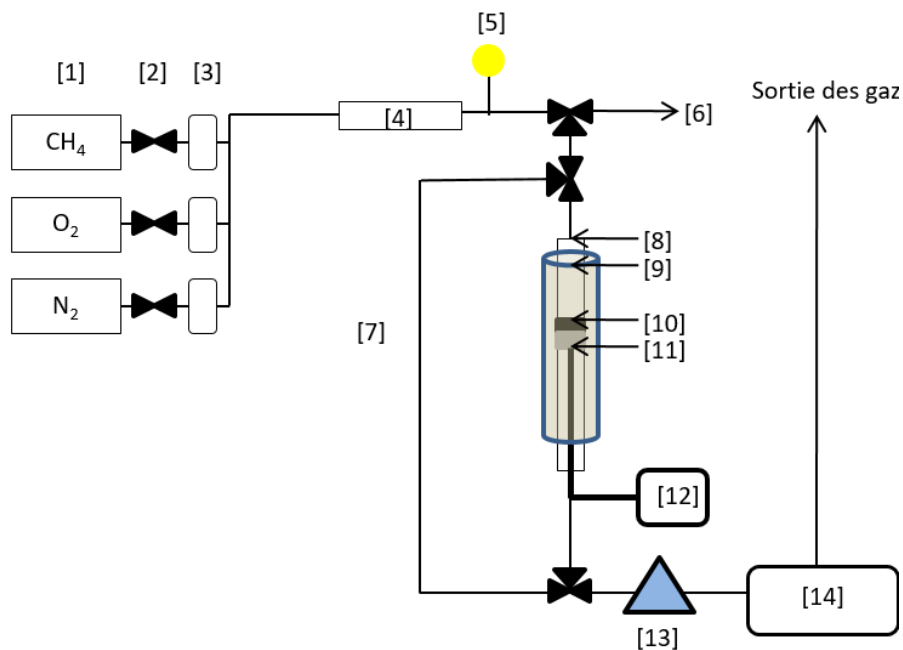 [5]
[1] [2] [3]
Sortie des gaz
[4]
[6]
CH₄
O₂
[8]
[9]
N₂
[10]
[7]
[11]
[12]
[14]
[13]